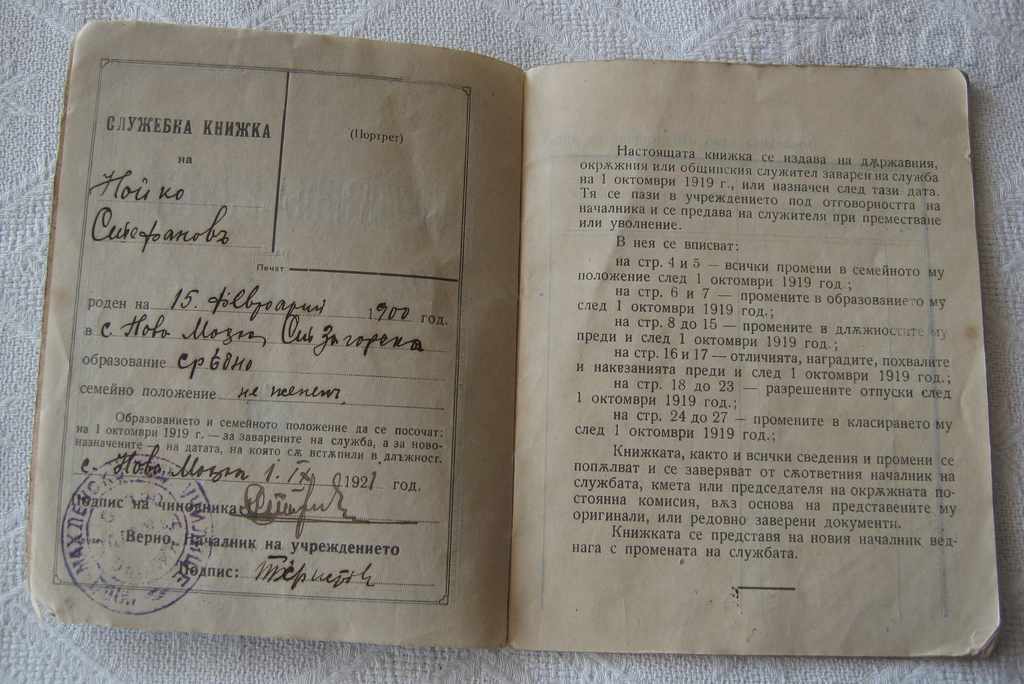 СЛУЖЕБНА КНИЖКА
на
Нойко
Стефановъ
(Портрет)
Печат
роден на 15. февруарий 1900 год.
в с. Ново Ст. Загорска
образование срѣдно
семейно положение не жененъ
Образованието и семейното положение да се посочат:
на 1 октомври 1919 г. — за заварените на служба, а за ново-
назначените на датата, на която сѫ встѫпили в длъжност.
с. Ново 1. IX 1921 год.
Подпис на чиновника:
Верно, Началник на учреждението
Подпис:
Настоящата книжка се издава на дѫржавния,
окрѫжния или общинския служител заварен на служба
на 1 октомври 1919 г., или назначен след тази дата.
Тя се пази в учреждението под отговорността на
началника и се предава на служителя при преместване
или уволнение.
В нея се вписват:
на стр. 4 и 5 — всички промени в семейното му
положение след 1 октомври 1919 год.;
на стр. 6 и 7 — промените в образованието му
след 1 октомври 1919 год.;
на стр. 8 до 15 — промените в длѫжностите му
преди и след 1 октомври 1919 год.;
на стр. 16 и 17 — отличията, наградите, похвалите
и наказанията преди и след 1 октомври 1919 год.;
на стр. 18 до 23 — разрешените отпуски след
1 октомври 1919 год.;
на стр. 24 до 27 — промените в класирането му
след 1 октомври 1919 год.;
Книжката, както и всички сведения и промени се
попѫлват и се заверяват от сѫответния началник на
службата, кмета или председателя на окрѫжната по-
стоянна комисия, вѫз основа на представените му
оригинали, или редовно заверени документи.
Книжката се представя на новия началник вед-
нага с промената на службата.